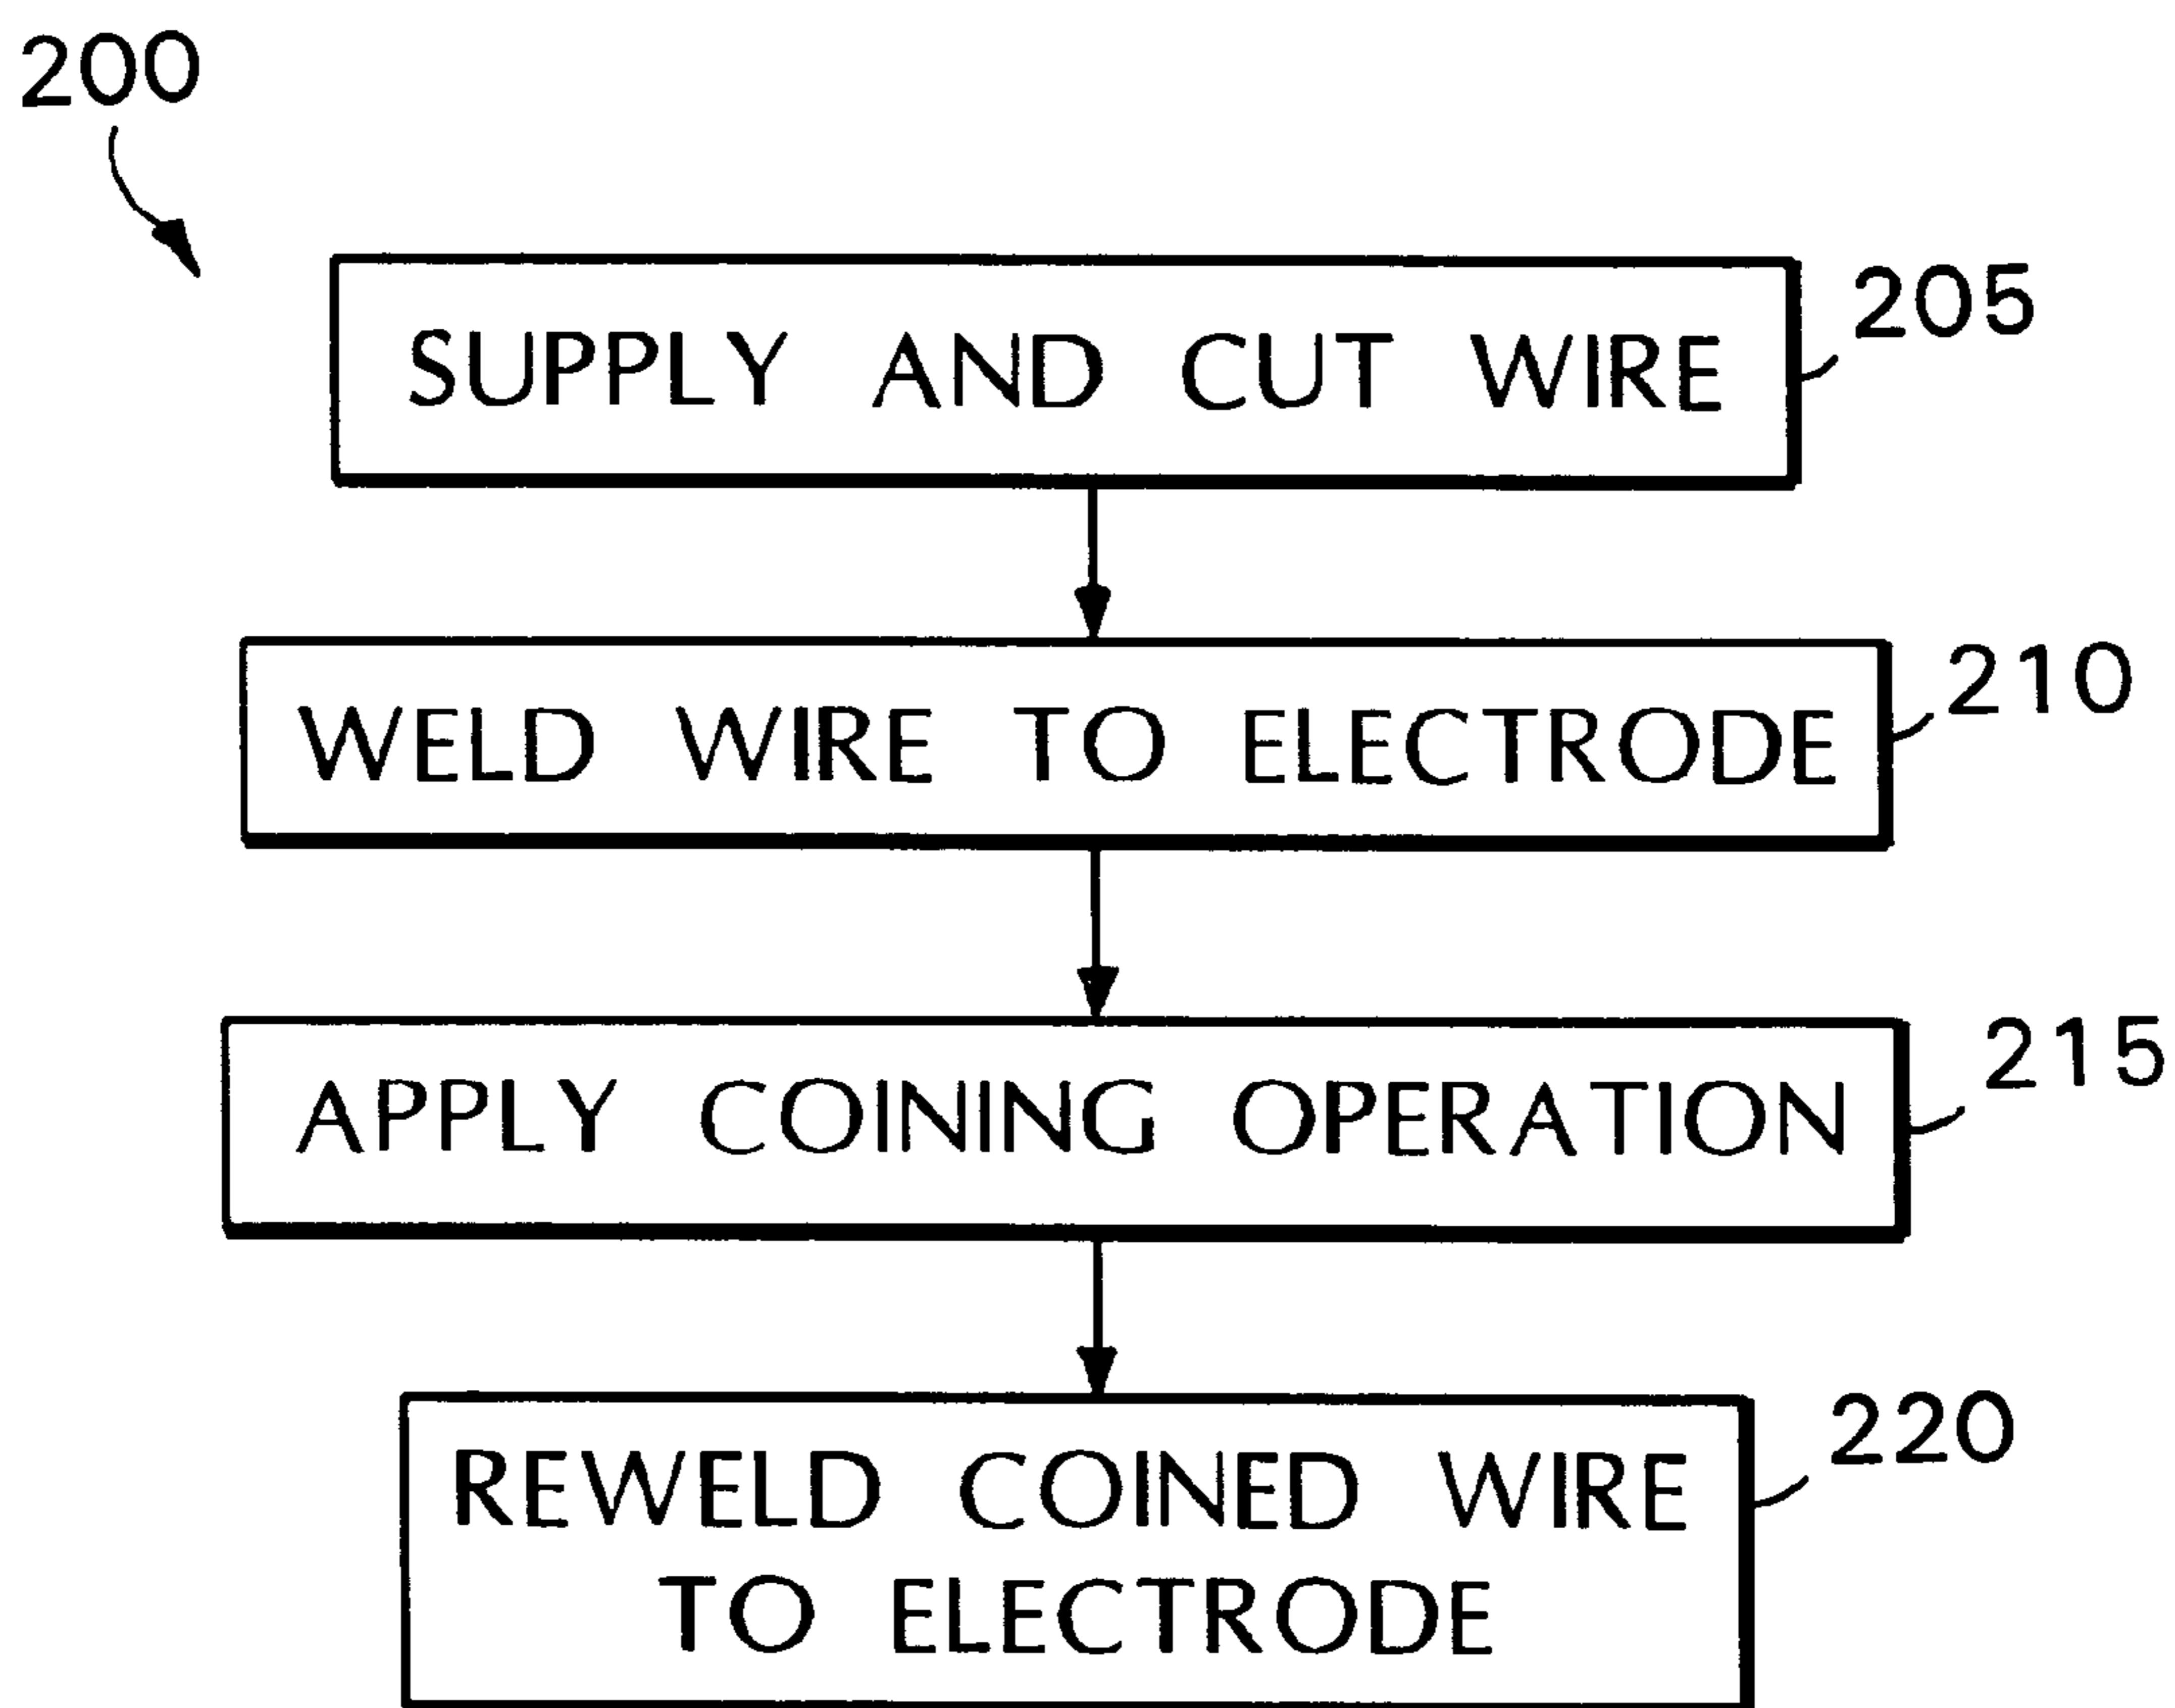 200
SUPPLY AND CUT WIRE
205
WELD WIRE TO ELECTRODE
210
APPLY COINING OPERATION
215
REWELD COINED WIRE
TO ELECTRODE
220